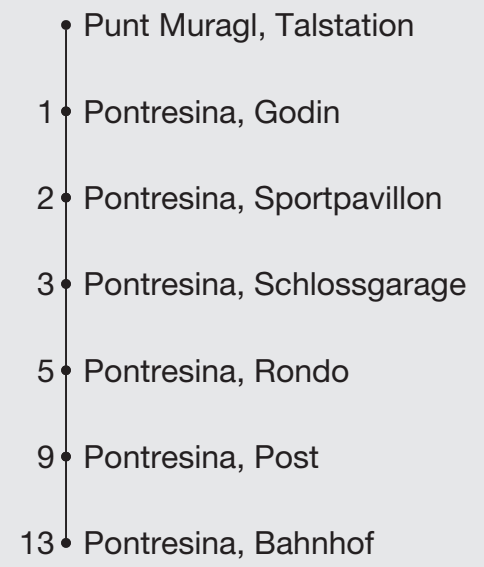 Punt Muragl, Talstation
1 Pontresina, Godin
2 Pontresina, Sportpavillon
3 Pontresina, Schlossgarage
5 Pontresina, Rondo
9 Pontresina, Post
13 Pontresina, Bahnhof